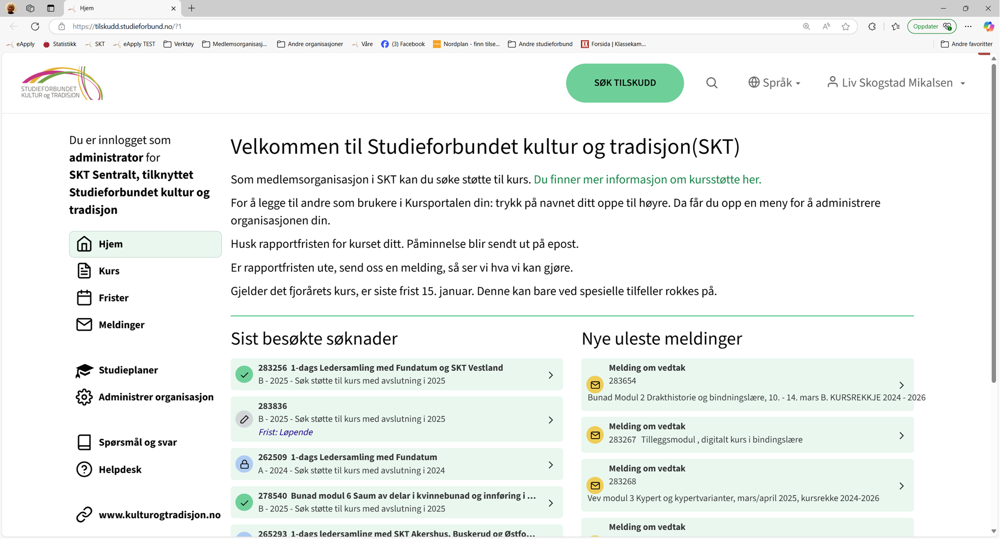 Hjem
https://tilskudd.studieforbund.no/?1
Oppdater
eApply
Statistikk
SKT
eApply TEST
Verktøy
Medlemsorganisasj...
Andre organisasjoner
Våre
(3) Facebook
Nordplan - finn tilse...
Andre studieforbund
KK
Forsida | Klassekam...
Andre favoritter
STUDIEFORBUNDET
KULTUR og TRADISJON
SØK TILSKUDD
Språk
Liv Skogstad Mikalsen
Du er innlogget som
administrator for
SKT Sentralt, tilknyttet
Studieforbundet kultur og
tradisjon
Hjem
Kurs
Frister
Meldinger
Studieplaner
Administrer organisasjon
Spørsmål og svar
Helpdesk
www.kulturogtradisjon.no
Velkommen til Studieforbundet kultur og tradisjon(SKT)
Som medlemsorganisasjon i SKT kan du søke støtte til kurs. Du finner mer informasjon om kursstøtte her.
For å legge til andre som brukere i Kursportalen din: trykk på navnet ditt oppe til høyre. Da får du opp en meny for å administrere
organisasjonen din.
Husk rapportfristen for kurset ditt. Påminnelse blir sendt ut på epost.
Er rapportfristen ute, send oss en melding, så ser vi hva vi kan gjøre.
Gjelder det fjorårets kurs, er siste frist 15. januar. Denne kan bare ved spesielle tilfeller rokkes på.
Sist besøkte søknader
283256 1-dags Ledersamling med Fundatum og SKT Vestland
B - 2025 - Søk støtte til kurs med avslutning i 2025
283836
B - 2025 - Søk støtte til kurs med avslutning i 2025
Frist: Løpende
262509 1-dags Ledersamling med Fundatum
A - 2024 - Søk støtte til kurs med avslutning i 2024
278540 Bunad modul 6 Saum av delar i kvinnebunad og innføring i ...
B - 2025 - Søk støtte til kurs med avslutning i 2025
265293 1-dags ledersamling med SKT Akershus, Buskerud og Østfo...
Nye uleste meldinger
Melding om vedtak
283654
Bunad Modul 2 Drakthistorie og bindningslære, 10. - 14. mars B. KURSREKKJE 2024 - 2026
Melding om vedtak
283267 Tilleggsmodul , digitalt kurs i bindingslære
Melding om vedtak
283268
Vev modul 3 Kypert og kypertvarianter, mars/april 2025, kursrekke 2024-2026
Melding om vedtak